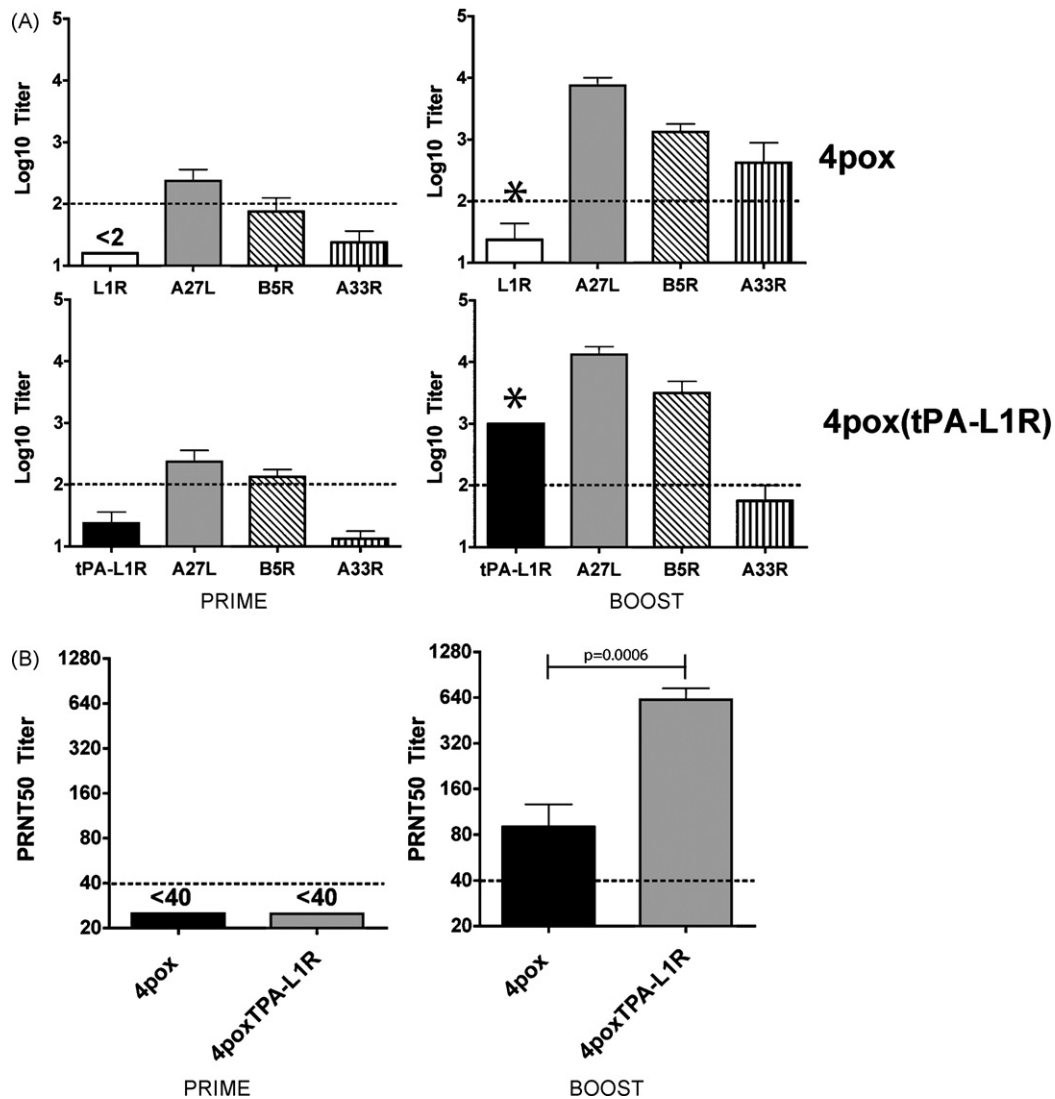 (A)
5
4
3
2
1
Log10 Titer
<2
L1R A27L B5R A33R
5
4
3
2
1
Log10 Titer
*
L1R A27L B5R A33R
4pox
5
4
3
2
1
Log10 Titer
tPA-L1R A27L B5R A33R
PRIME
5
4
3
2
1
Log10 Titer
*
tPA-L1R A27L B5R A33R
BOOST
4pox(tPA-L1R)
(B)
1280
640
320
160
80
40
20
PRNT50 Titer
<40 <40
4pox
4poxTPA-L1R
PRIME
1280
640
320
160
80
40
20
PRNT50 Titer
p=0.0006
4pox
4poxTPA-L1R
BOOST